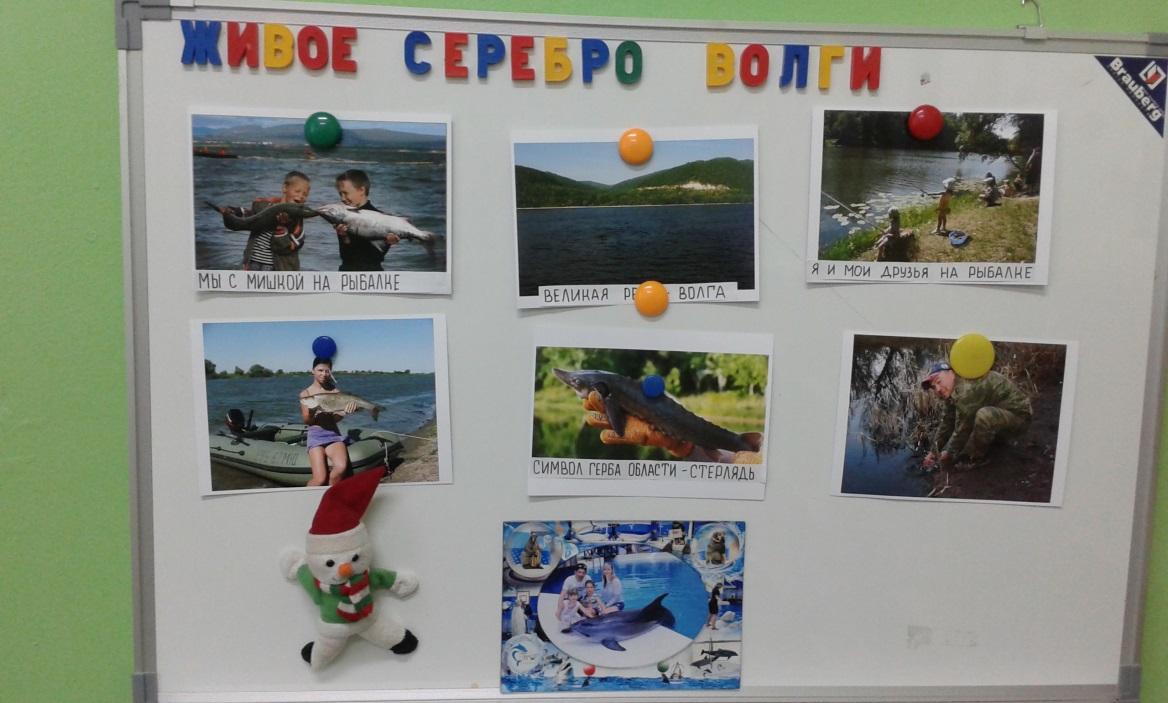 ЖИВОЕ СЕРЕБРО ВОЛГИ
Brauberg
МЫ С МИШКОЙ НА РЫБАЛКЕ
ВЕЛИКАЯ ВОЛГА
Я И МОИ ДРУЗЬЯ НА РЫБАЛКЕ
СИМВОЛ ГЕРБА ОБЛАСТИ - СТЕРЛЯДЬ